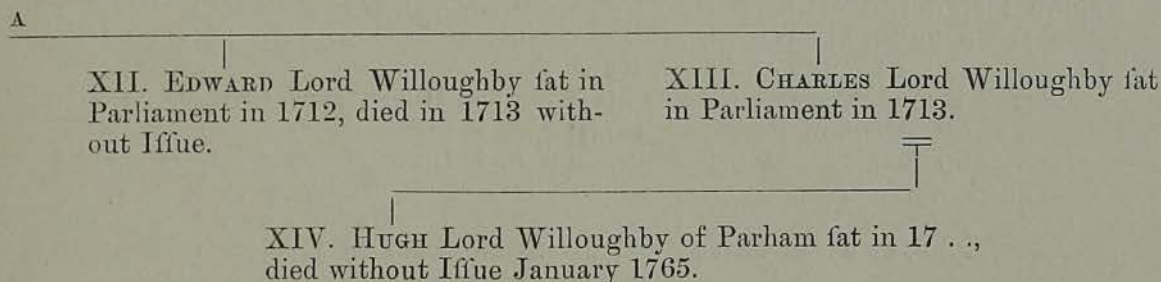 A
XII. EDWARD Lord Willoughby ſat in
Parliament in 1712, died in 1713 with-
out Iſſue.
XIII. CHARLES Lord Willoughby ſat
in Parliament in 1713.
XIV. HUGH Lord Willoughby of Parham ſat in 17 . .,
died without Iſſue January 1765.